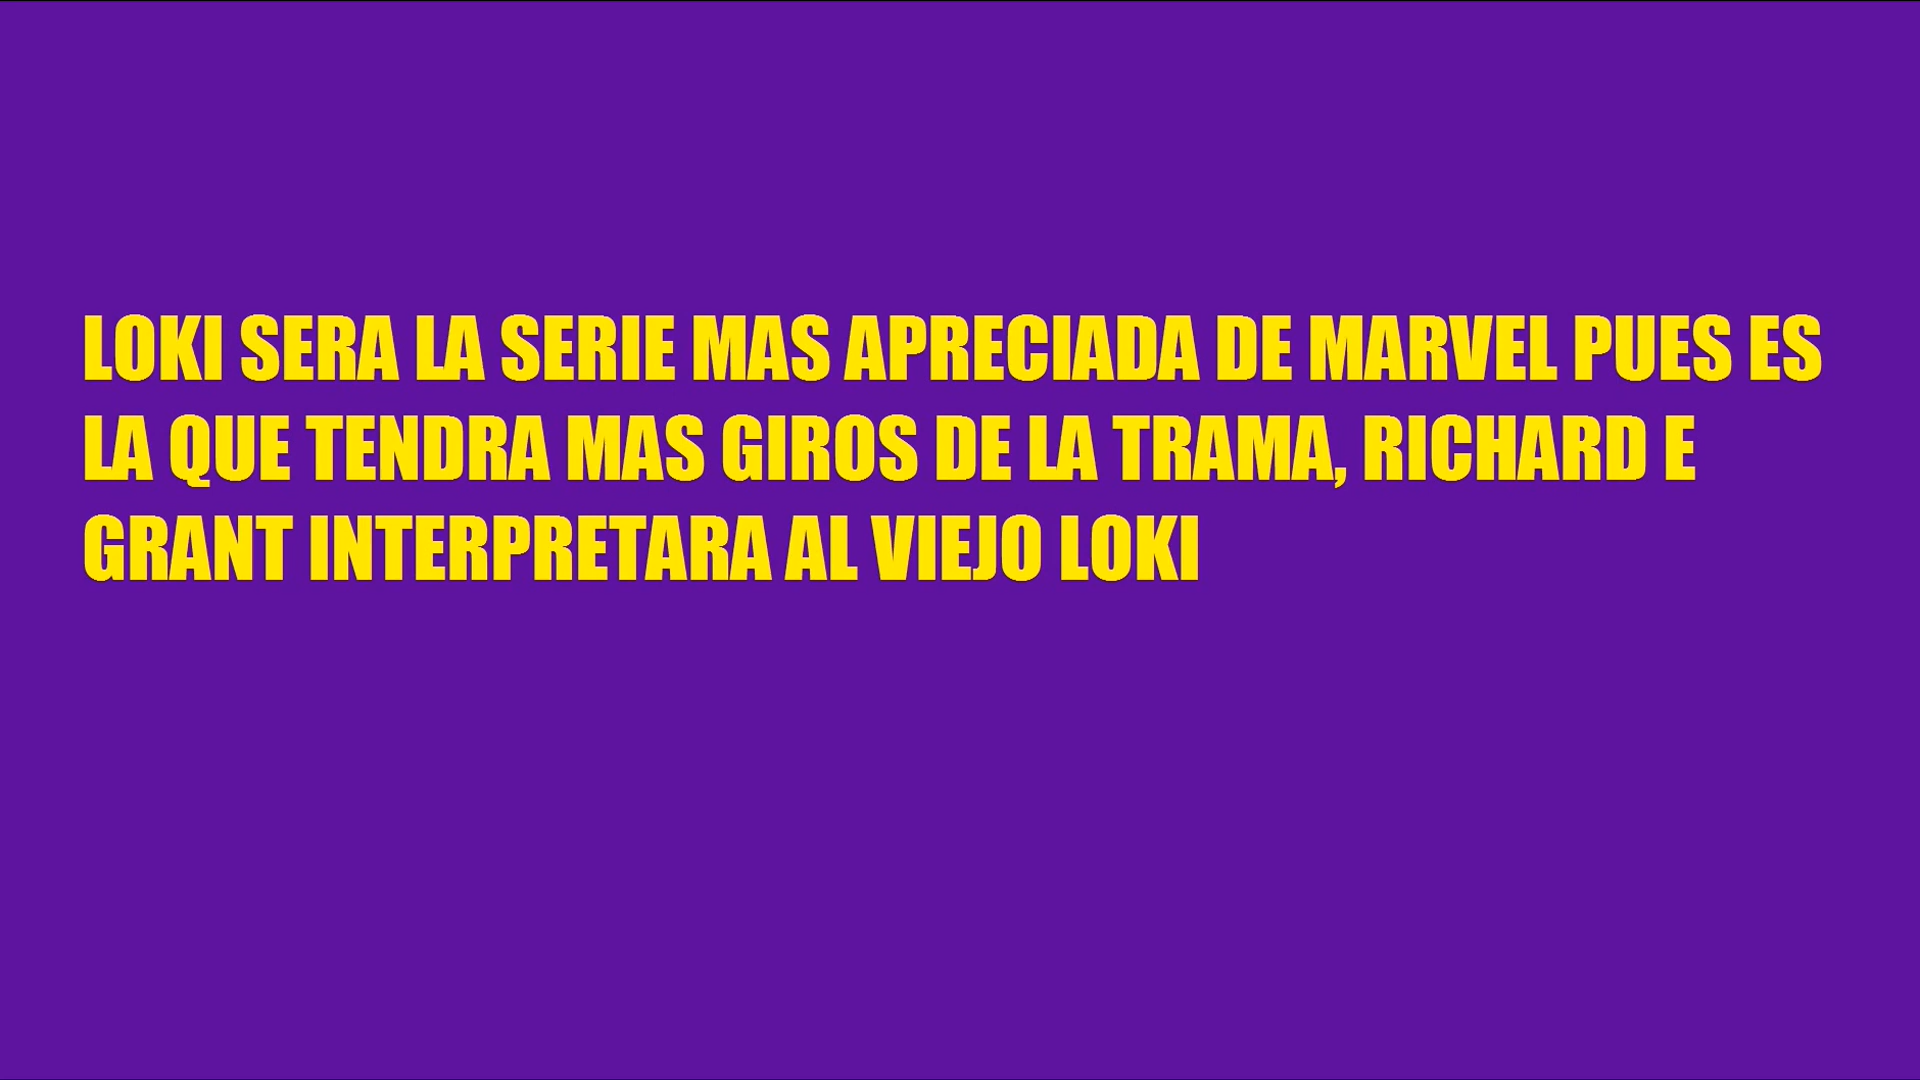 LOKI SERA LA SERIE MAS APRECIADA DE MARVEL PUES ES
LA QUE TENDRA MAS GIROS DE LA TRAMA, RICHARD E
GRANT INTERPRETARA AL VIEJO LOKI